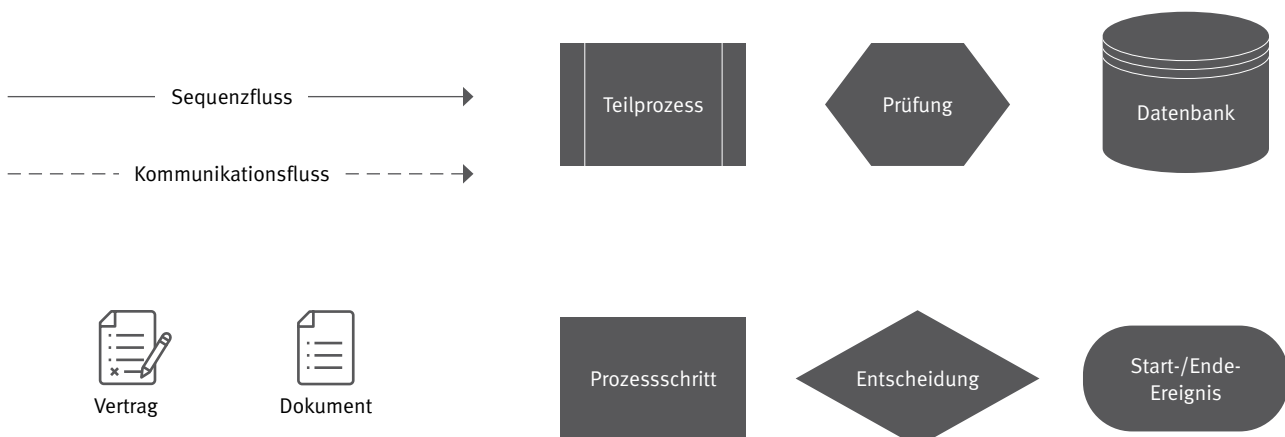 Sequenzfluss
Kommunikationsfluss
Teilprozess
Prüfung
Datenbank
Vertrag
Dokument
Prozessschritt
Entscheidung
Start-/Ende-
Ereignis